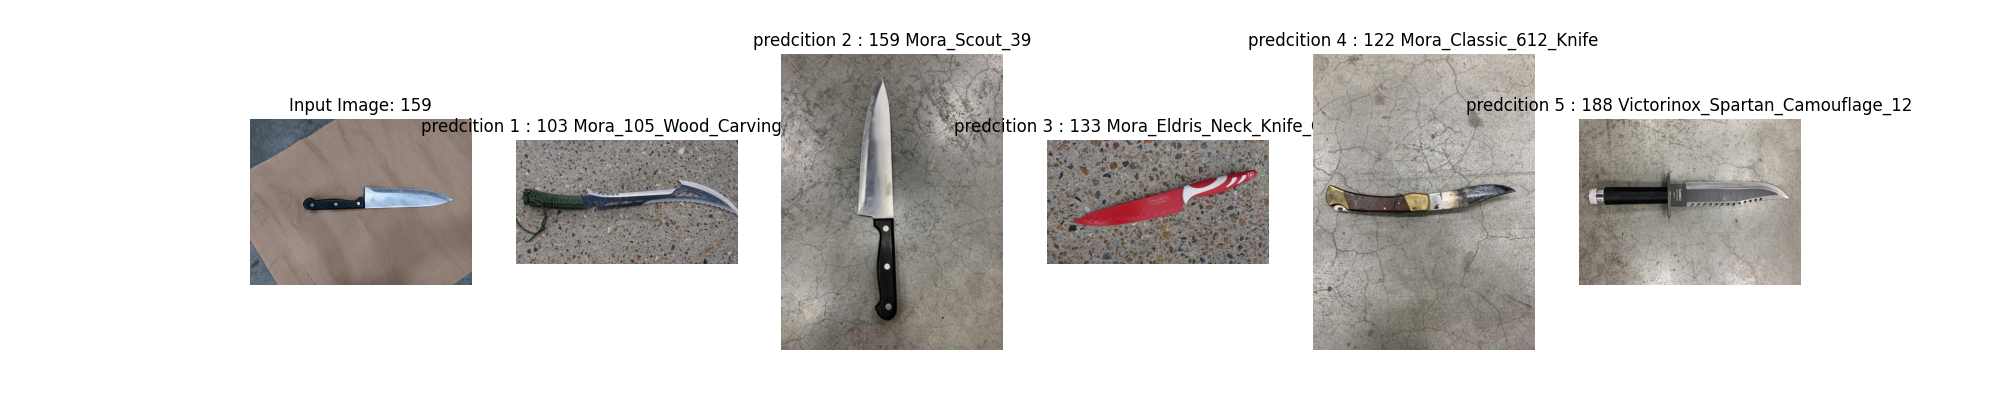 predcition 2 : 159 Mora_Scout_39
predcition 4 : 122 Mora_Classic_612_Knife
Input Image: 159
predcition 5 : 188 Victorinox_Spartan_Camouflage_12
predcition 1 : 103 Mora_105_Wood_Carving
predcition 3 : 133 Mora_Eldris_Neck_Knife_